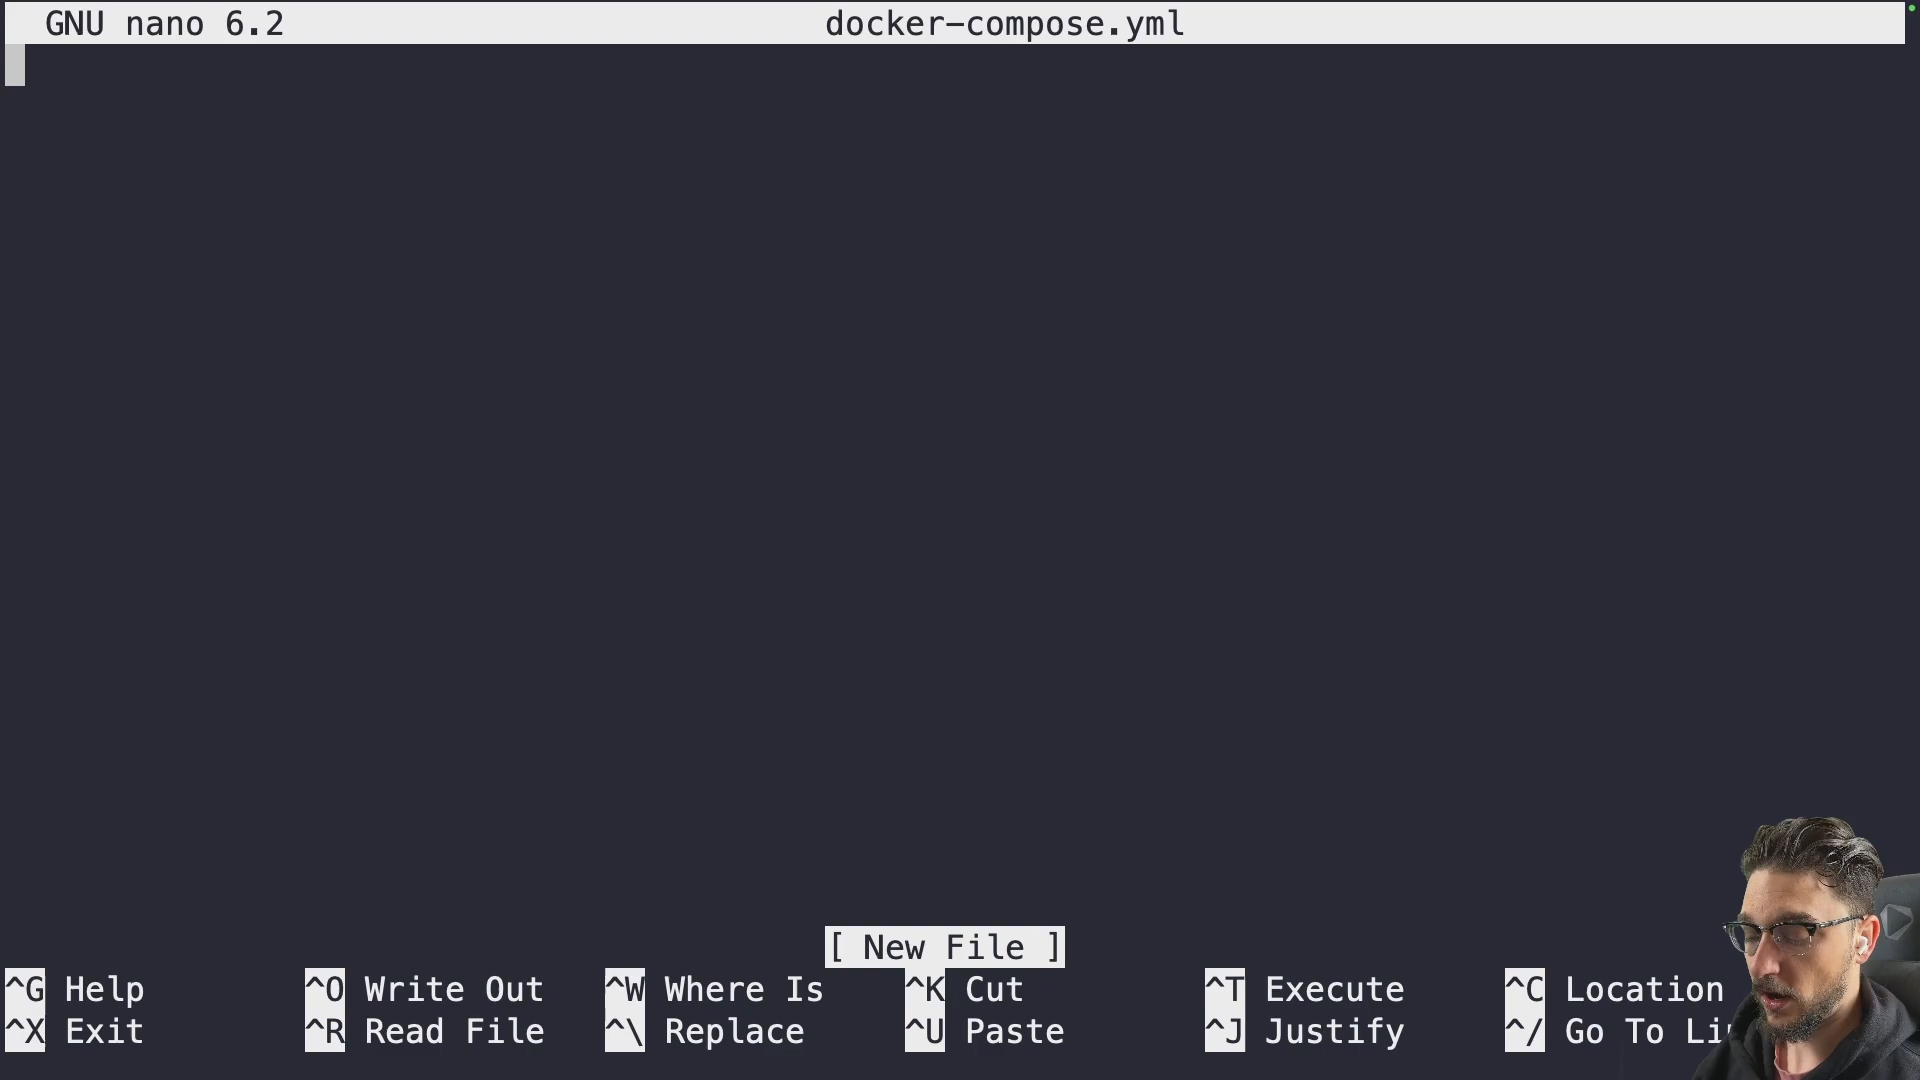 GNU nano 6.2 docker-compose.yml
[ New File ]
^G Help ^O Write Out ^W Where Is ^K Cut ^T Execute ^C Location
^X Exit ^R Read File ^\ Replace ^U Paste ^J Justify ^/ Go To